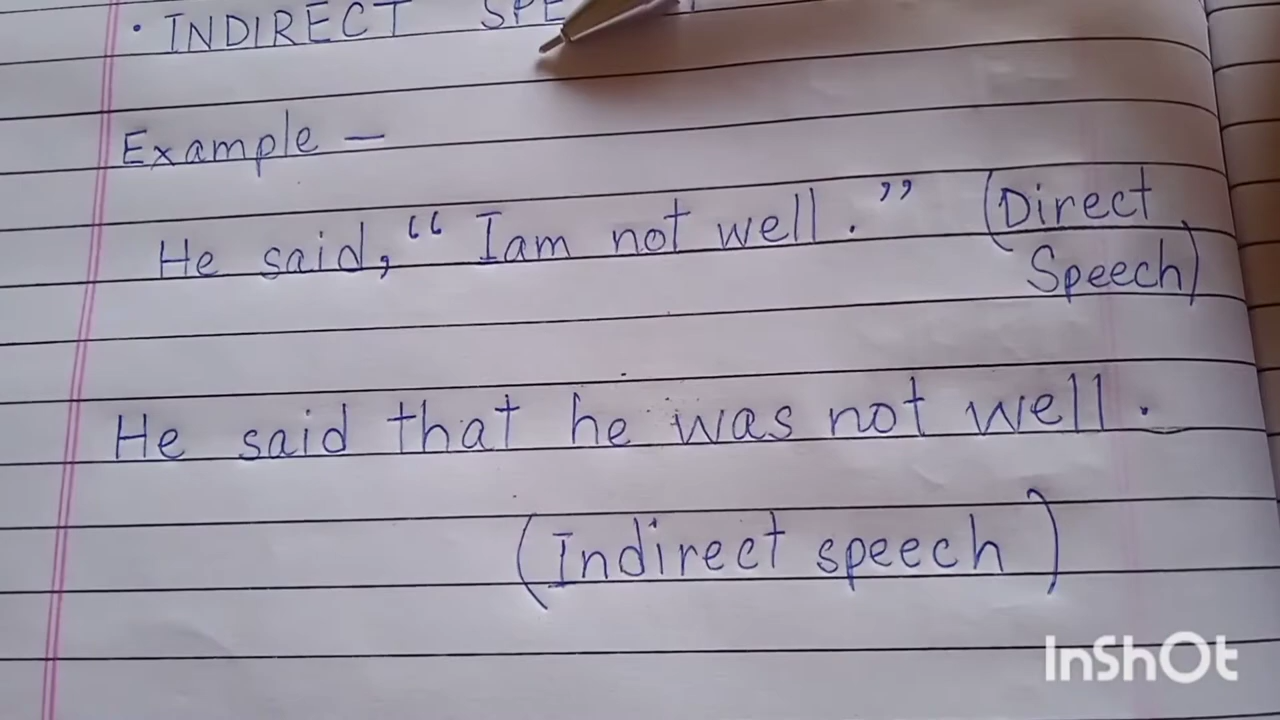 • INDIRECT
Example –
He said, “ Iam not well . ” (Direct
Speech)
He said that he was not well .
(Indirect speech)
InShOt